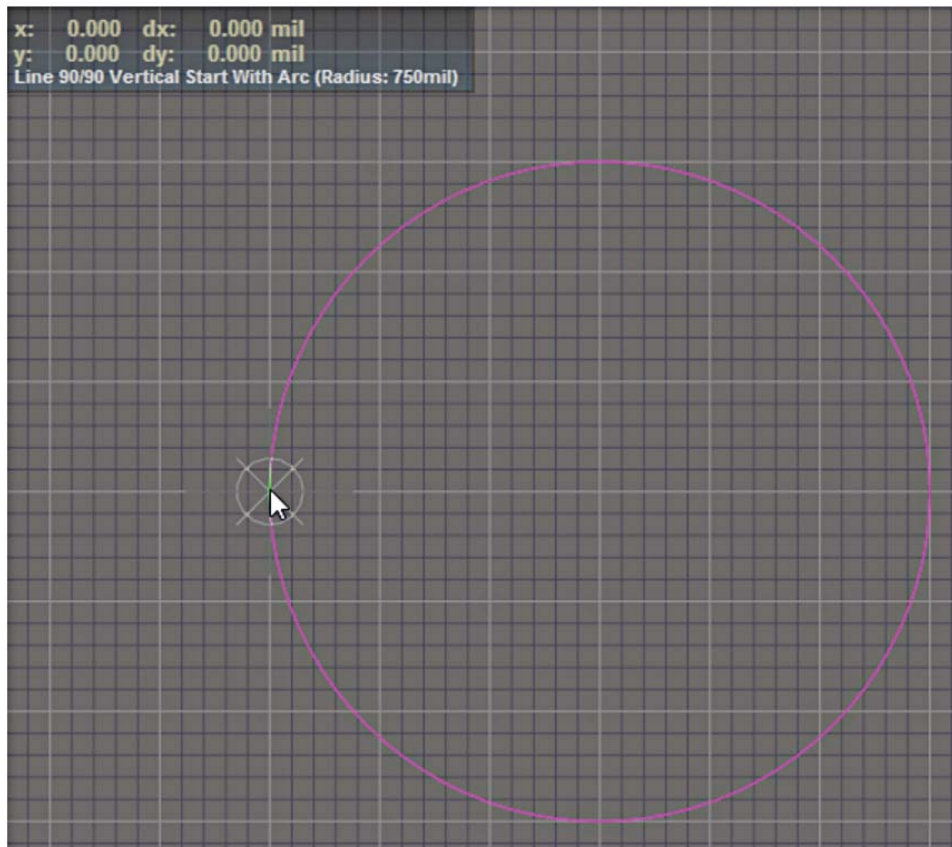 x: 0.000 dx: 0.000 mil
y: 0.000 dy: 0.000 mil
Line 90/90 Vertical Start With Arc (Radius: 750mil)